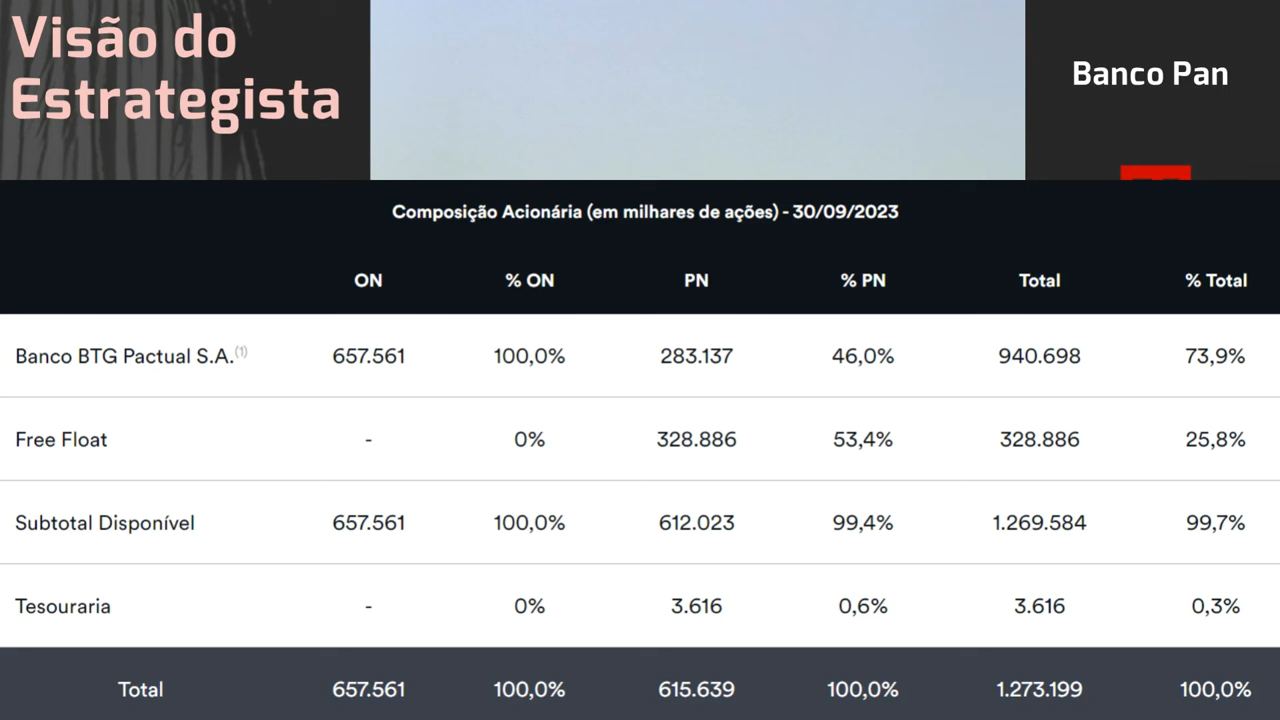 Visão do
Estrategista
Banco Pan
Composição Acionária (em milhares de ações) - 30/09/2023
ON % ON PN % PN Total % Total
Banco BTG Pactual S.A.(1) 657.561 100,0% 283.137 46,0% 940.698 73,9%
Free Float - 0% 328.886 53,4% 328.886 25,8%
Subtotal Disponível 657.561 100,0% 612.023 99,4% 1.269.584 99,7%
Tesouraria - 0% 3.616 0,6% 3.616 0,3%
Total 657.561 100,0% 615.639 100,0% 1.273.199 100,0%